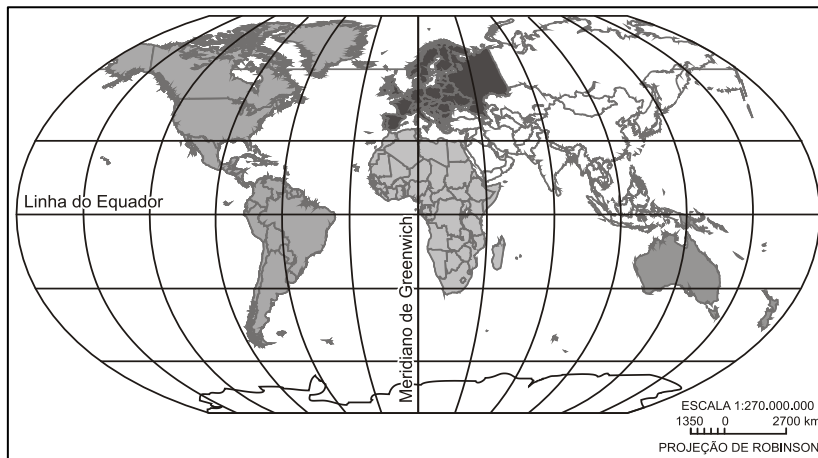 Linha do Equador
Meridiano de Greenwich
ESCALA 1:270.000.000
1350 0 2700 km
PROJEÇÃO DE ROBINSON